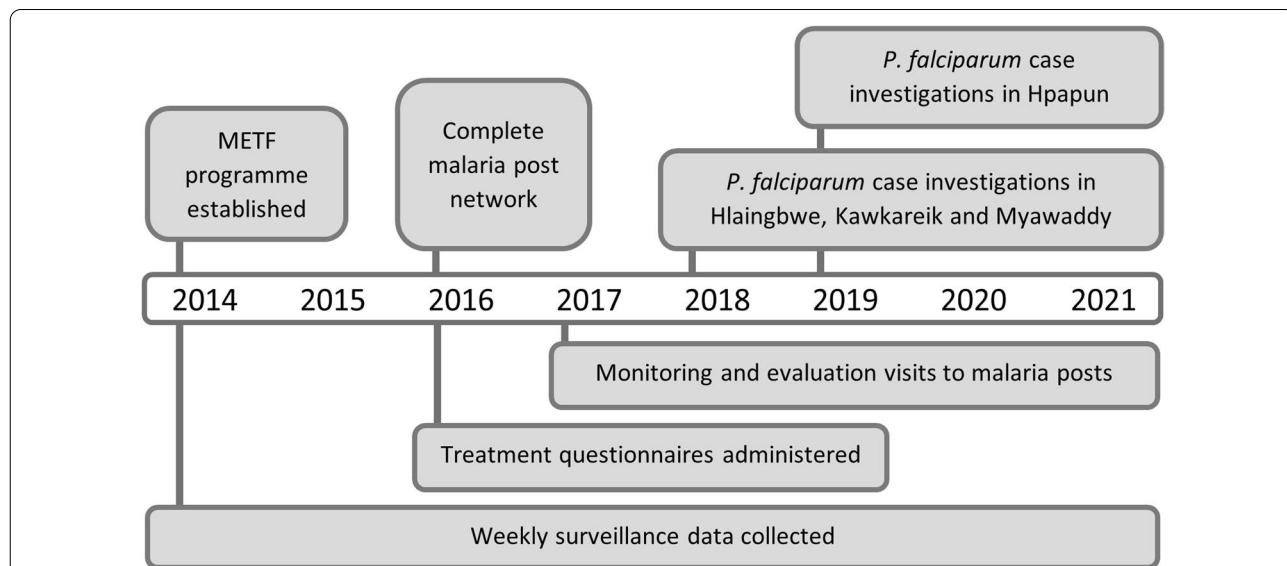 P. falciparum case
investigations in Hpapun
METF
programme
established
Complete
malaria post
network
P. falciparum case investigations in
Hlaingbwe, Kawkareik and Myawaddy
2014 2015 2016 2017 2018 2019 2020 2021
Monitoring and evaluation visits to malaria posts
Treatment questionnaires administered
Weekly surveillance data collected